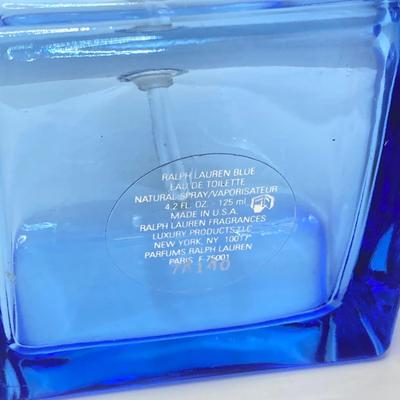 RALPH LAUREN BLUE
EAU DE TOILETTE
NATURAL SPRAY/VAPORISATEUR
4.2 FL. OZ. - 125 ml
MADE IN U.S.A.
RALPH LAUREN FRAGRANCES
LUXURY PRODUCTS, LLC
NEW YORK, NY 10017
PARFUMS RALPH LAUREN
PARIS F 75001